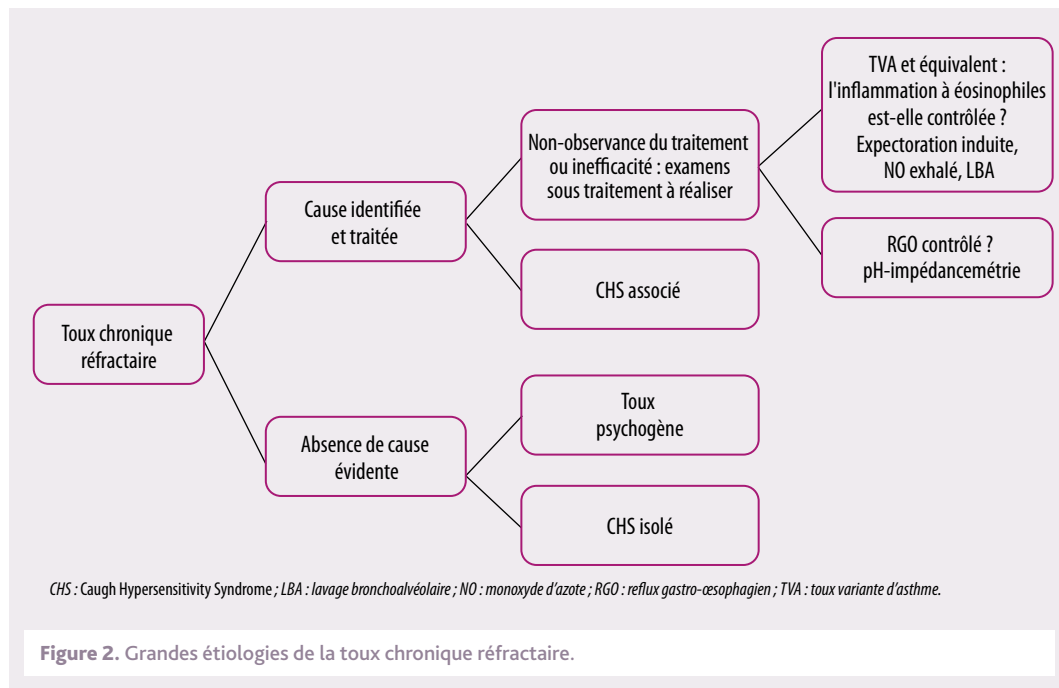 TVA et équivalent :
l'inflammation à éosinophiles
est-elle contrôlée ?
Expectoration induite,
NO exhalé, LBA
Non-observance du traitement
ou inefficacité : examens
sous traitement à réaliser
Cause identifiée
et traitée
RGO contrôlé ?
pH-impédancemétrie
CHS associé
Toux chronique
réfractaire
Toux
psychogène
Absence de cause
évidente
CHS isolé
CHS : Caugh Hypersensitivity Syndrome ; LBA : lavage bronchoalvéolaire ; NO : monoxyde d'azote ; RGO : reflux gastro-œsophagien ; TVA : toux variante d'asthme.
Figure 2. Grandes étiologies de la toux chronique réfractaire.